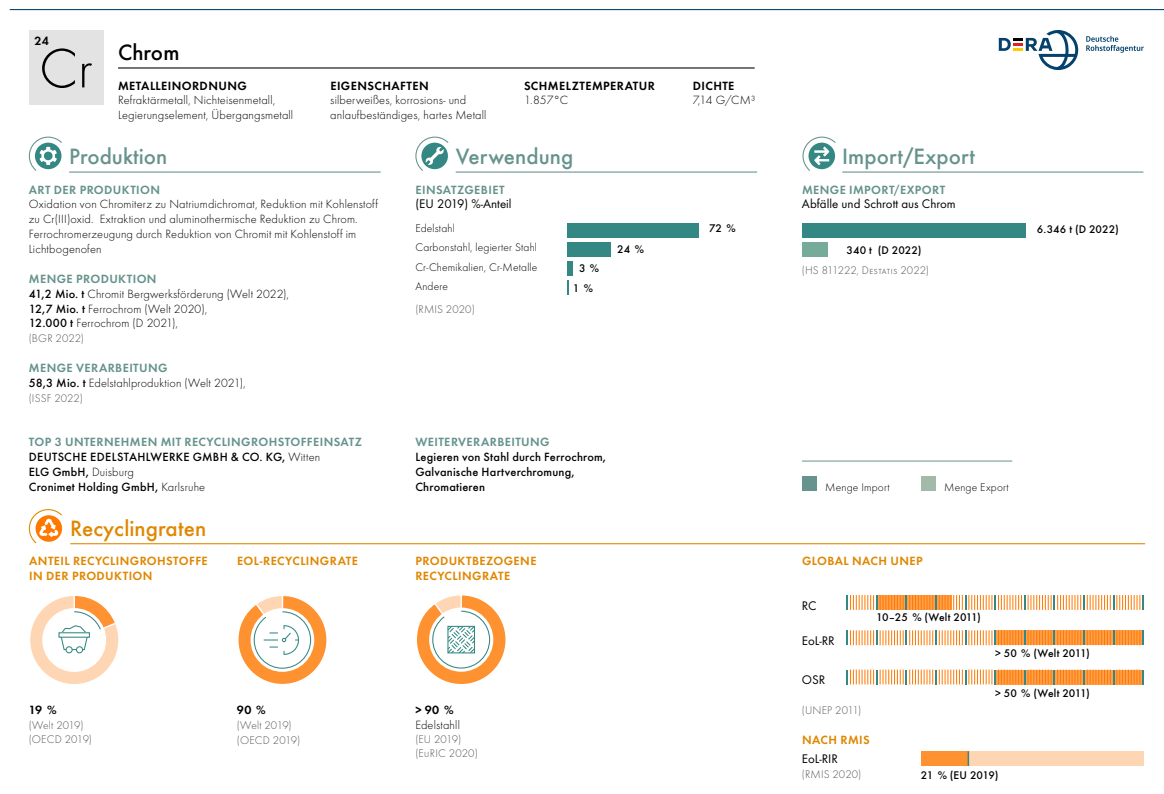 24
Cr
Chrom
DERA
Deutsche
Rohstoffagentur
METALLEINORDNUNG
Refraktärmetall, Nichteisenmetall,
Legierungselement, Übergangsmetall
EIGENSCHAFTEN
silberweißes, korrosions- und
anlaufbeständiges, hartes Metall
SCHMELZTEMPERATUR
1.857°C
DICHTE
7,14 G/CM³
Produktion
ART DER PRODUKTION
Oxidation von Chromiterz zu Natriumdichromat, Reduktion mit Kohlenstoff
zu Cr(III)oxid. Extraktion und aluminothermische Reduktion zu Chrom.
Ferrochromerzeugung durch Reduktion von Chromit mit Kohlenstoff im
Lichtbogenofen
MENGE PRODUKTION
41,2 Mio. t Chromit Bergwerksförderung (Welt 2022),
12,7 Mio. t Ferrochrom (Welt 2020),
12.000 t Ferrochrom (D 2021),
(BGR 2022)
MENGE VERARBEITUNG
58,3 Mio. t Edelstahlproduktion (Welt 2021),
(ISSF 2022)
TOP 3 UNTERNEHMEN MIT RECYCLINGROHSTOFFEINSATZ
DEUTSCHE EDELSTAHLWERKE GMBH & CO. KG, Witten
ELG GmbH, Duisburg
Cronimet Holding GmbH, Karlsruhe
Verwendung
EINSATZGEBIET
(EU 2019) %-Anteil
Edelstahl 72 %
Carbonstahl, legierter Stahl 24 %
Cr-Chemikalien, Cr-Metalle 3 %
Andere 1 %
(RMIS 2020)
WEITERVERARBEITUNG
Legieren von Stahl durch Ferrochrom,
Galvanische Hartverchromung,
Chromatieren
Import/Export
MENGE IMPORT/EXPORT
Abfälle und Schrott aus Chrom
6.346 t (D 2022)
340 t (D 2022)
(HS 811222, Destatis 2022)
Menge Import Menge Export
Recyclingraten
ANTEIL RECYCLINGROHSTOFFE
IN DER PRODUKTION
19 %
(Welt 2019)
(OECD 2019)
EOL-RECYCLINGRATE
90 %
(Welt 2019)
(OECD 2019)
PRODUKTBEZOGENE
RECYCLINGRATE
> 90 %
Edelstahll
(EU 2019)
(EuRIC 2020)
GLOBAL NACH UNEP
RC
10–25 % (Welt 2011)
EoL-RR
> 50 % (Welt 2011)
OSR
> 50 % (Welt 2011)
(UNEP 2011)
NACH RMIS
EoL-RIR
(RMIS 2020)
21 % (EU 2019)